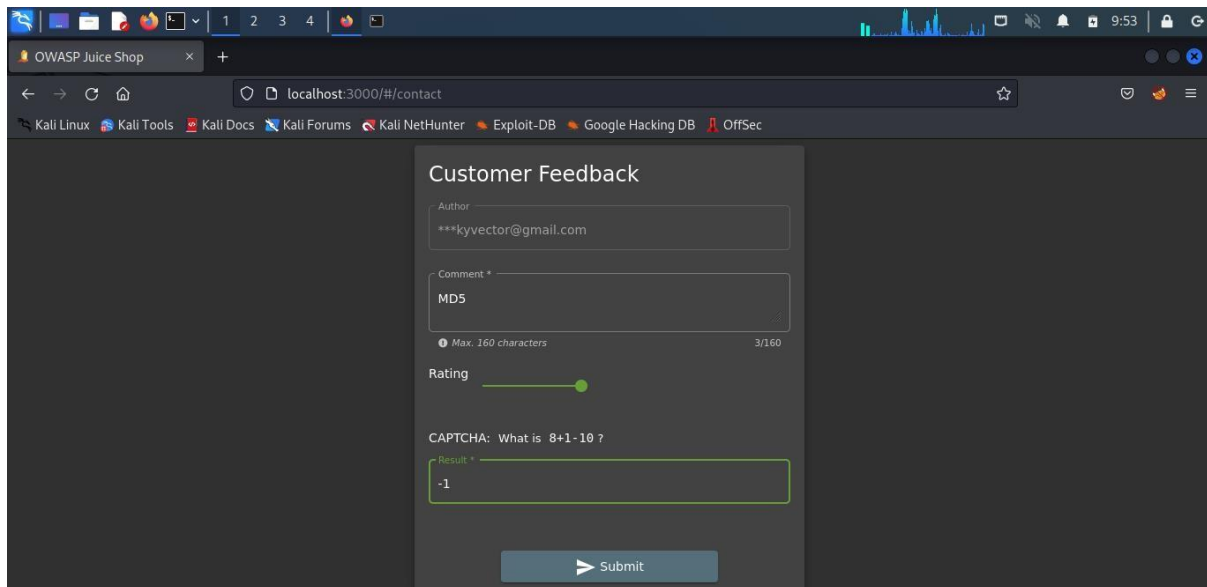 1 2 3 4 9:53
OWASP Juice Shop
localhost:3000/#/contact
Kali Linux Kali Tools Kali Docs Kali Forums Kali NetHunter Exploit-DB Google Hacking DB OffSec
Customer Feedback
Author
***kyvector@gmail.com
Comment *
MD5
Max. 160 characters 3/160
Rating
CAPTCHA: What is 8+1-10 ?
Result *
-1
Submit